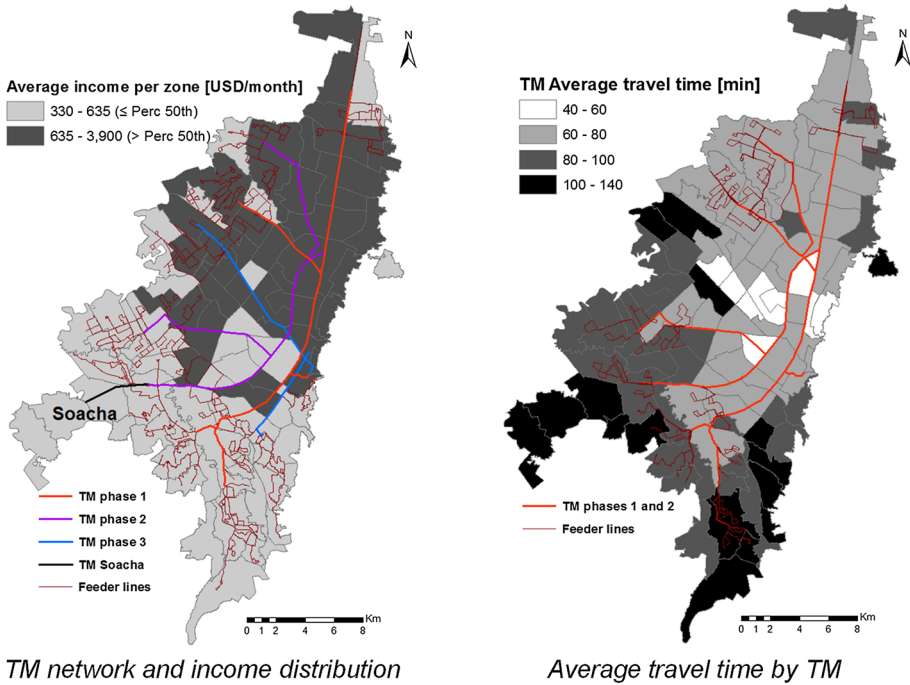 N
Average income per zone [USD/month]
330 - 635 (≤ Perc 50th)
635 - 3,900 (> Perc 50th)
Soacha
TM phase 1
TM phase 2
TM phase 3
TM Soacha
Feeder lines
Km
0 1 2 4 6 8
TM network and income distribution
N
TM Average travel time [min]
40 - 60
60 - 80
80 - 100
100 - 140
TM phases 1 and 2
Feeder lines
Km
0 1 2 4 6 8
Average travel time by TM